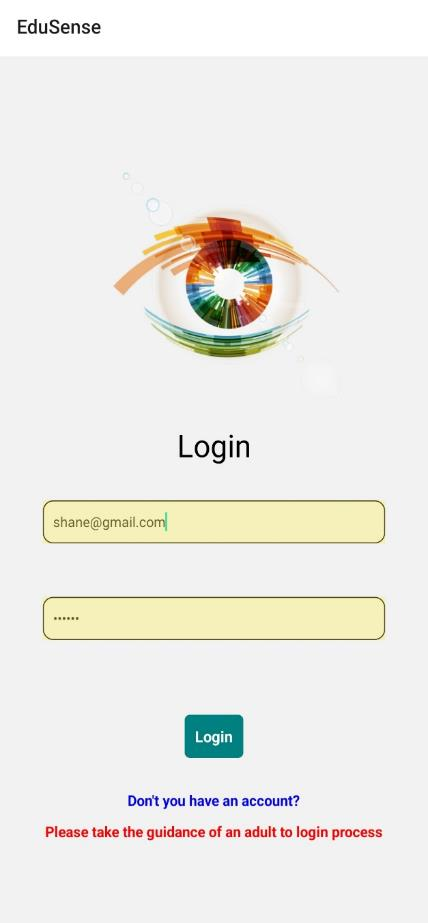 EduSense
Login
shane@gmail.com
••••••
Login
Don't you have an account?
Please take the guidance of an adult to login process